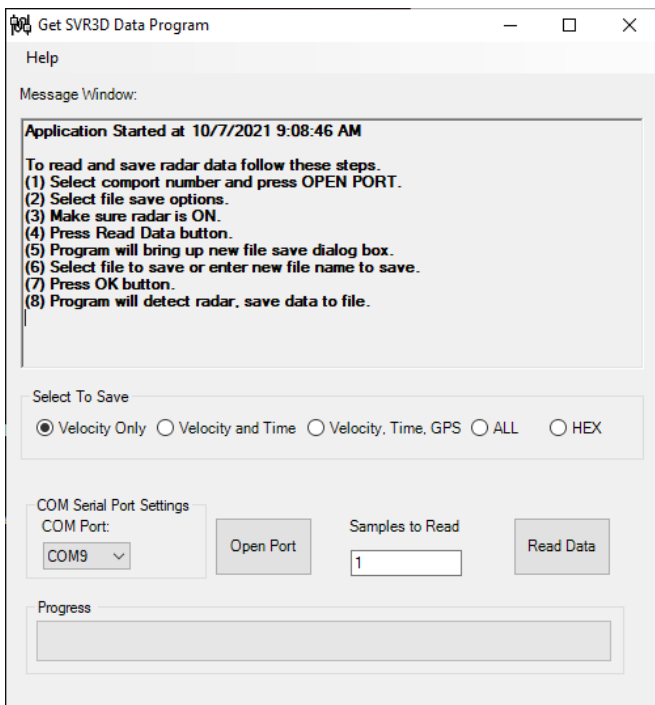 Get SVR3D Data Program
Help
Message Window:
Application Started at 10/7/2021 9:08:46 AM
To read and save radar data follow these steps.
(1) Select comport number and press OPEN PORT.
(2) Select file save options.
(3) Make sure radar is ON.
(4) Press Read Data button.
(5) Program will bring up new file save dialog box.
(6) Select file to save or enter new file name to save.
(7) Press OK button.
(8) Program will detect radar, save data to file.
Select To Save
Velocity Only Velocity and Time Velocity, Time, GPS ALL HEX
COM Serial Port Settings
COM Port:
COM9
Open Port
Samples to Read
1
Read Data
Progress